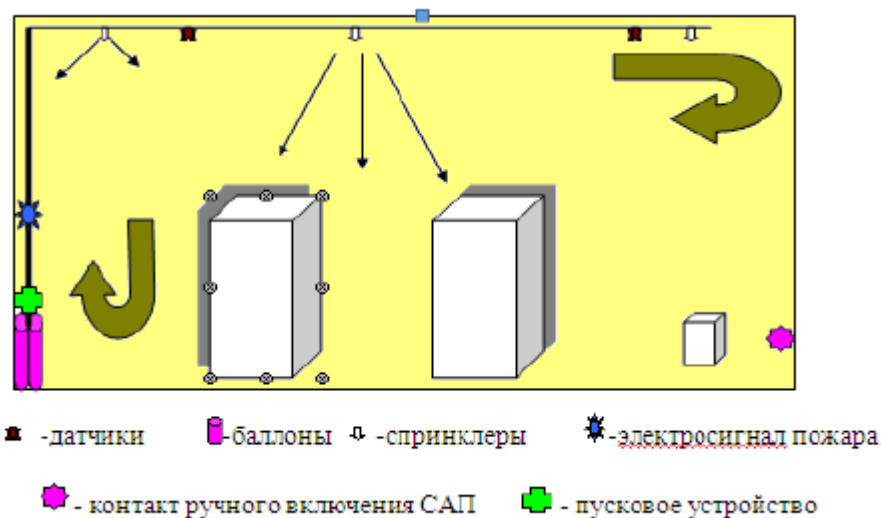 -датчики -баллоны -спринклеры -электросигнал пожара
- контакт ручного включения САП - пусковое устройство